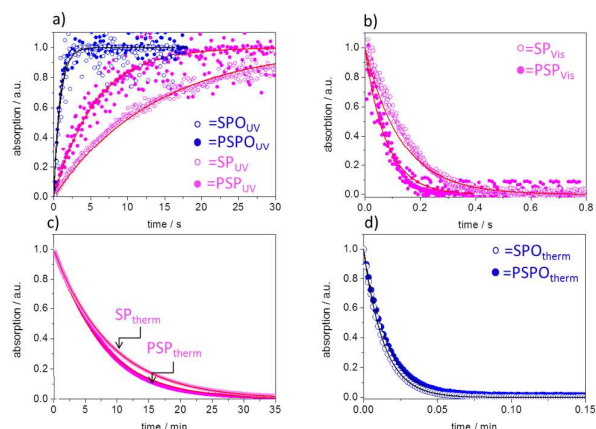 a)
absorption / a.u.
1.0
0.8
0.6
0.4
0.2
0.0
=SPO_UV
=PSPO_UV
=SP_UV
=PSP_UV
0 5 10 15 20 25 30
time / s
b)
absorption / a.u.
1.0
0.8
0.6
0.4
0.2
0.0
=SP_Vis
=PSP_Vis
0.0 0.2 0.4 0.6 0.8
time / s
c)
absorption / a.u.
1.0
0.8
0.6
0.4
0.2
0.0
SP_therm
PSP_therm
0 5 10 15 20 25 30 35
time / min
d)
absorption / a.u.
1.0
0.8
0.6
0.4
0.2
0.0
=SPO_therm
=PSPO_therm
0.00 0.05 0.10 0.15
time / min